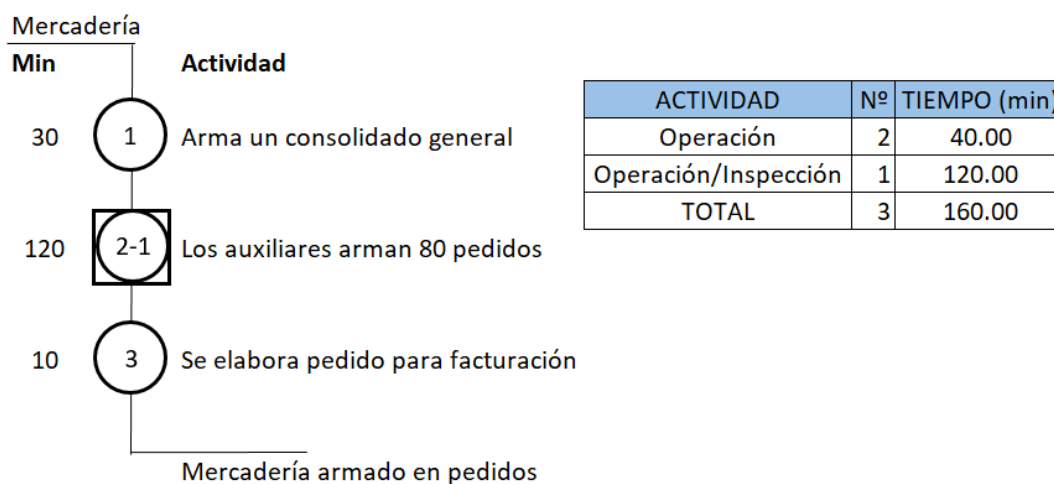 Mercadería
Min Actividad
30 1 Arma un consolidado general
120 2-1 Los auxiliares arman 80 pedidos
10 3 Se elabora pedido para facturación
Mercadería armado en pedidos
ACTIVIDAD Nº TIEMPO (min)
Operación 2 40.00
Operación/Inspección 1 120.00
TOTAL 3 160.00